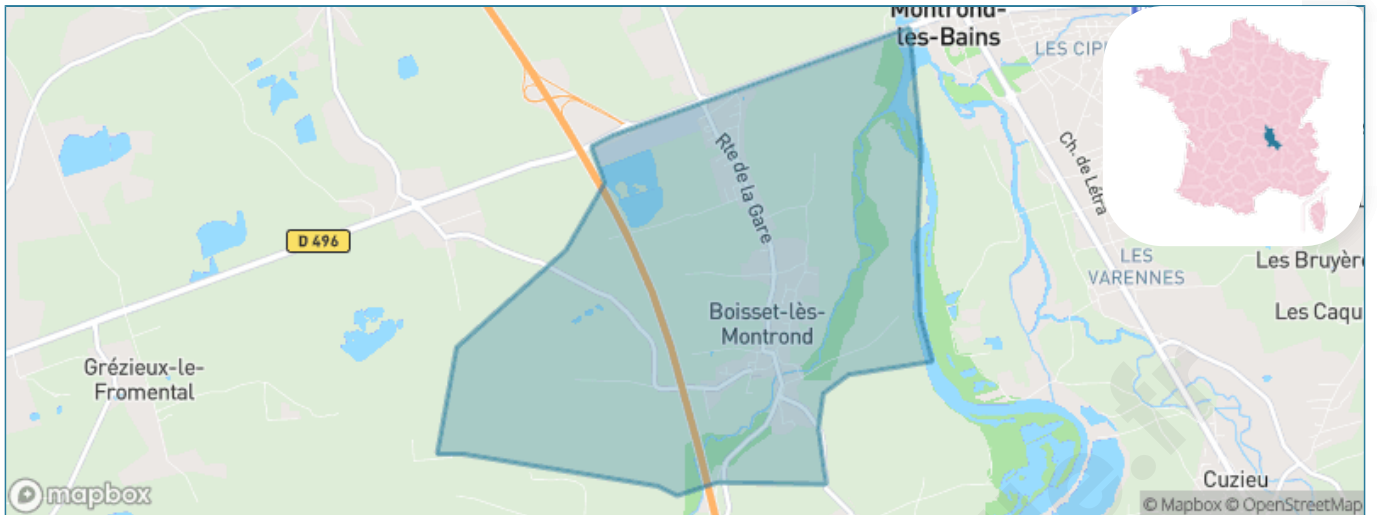 Montrond-
les-Bains
LES CIP
Rte de la Gare
Ch. de Létra
D 496
LES
VARENNES
Les Bruyèr
Les Caqu
Boisset-lès-
Montrond
Grézieux-le-
Fromental
Cuzieu
mapbox
© Mapbox © OpenStreetMap